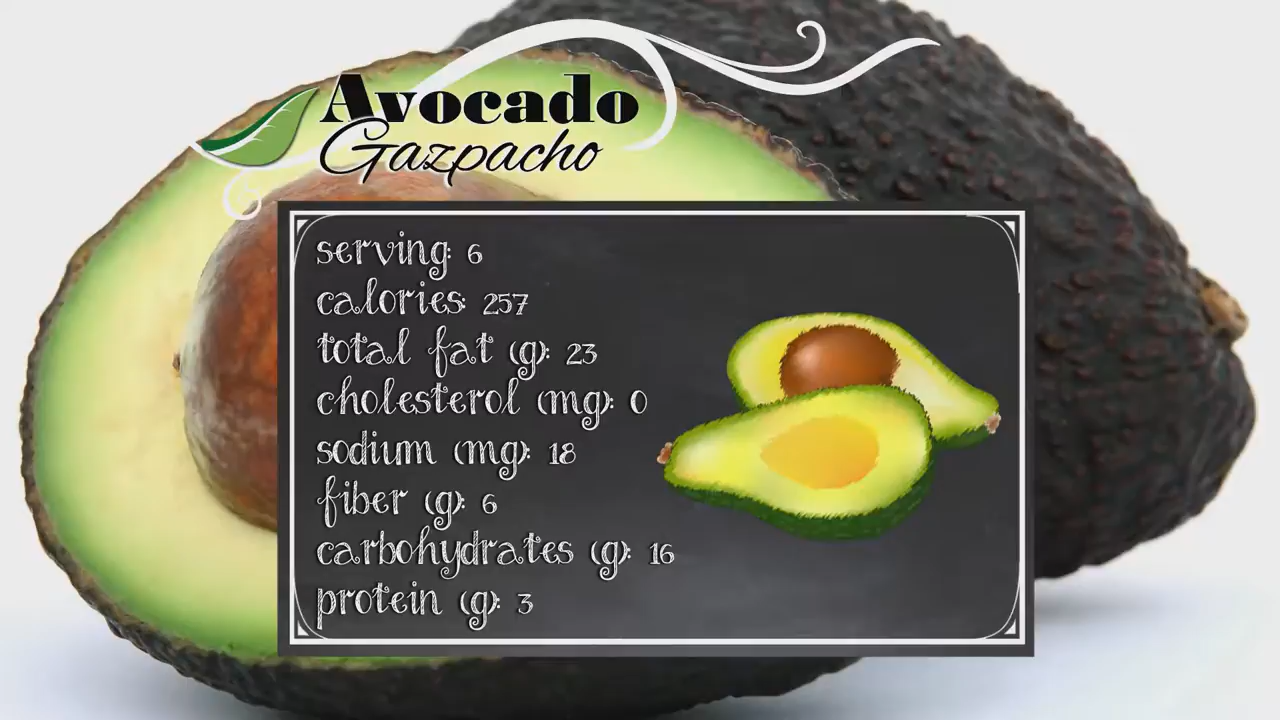 Avocado
Gazpacho
serving: 6
calories: 257
total fat (g): 23
cholesterol (mg): 0
sodium (mg): 18
fiber (g): 6
carbohydrates (g): 16
protein (g): 3